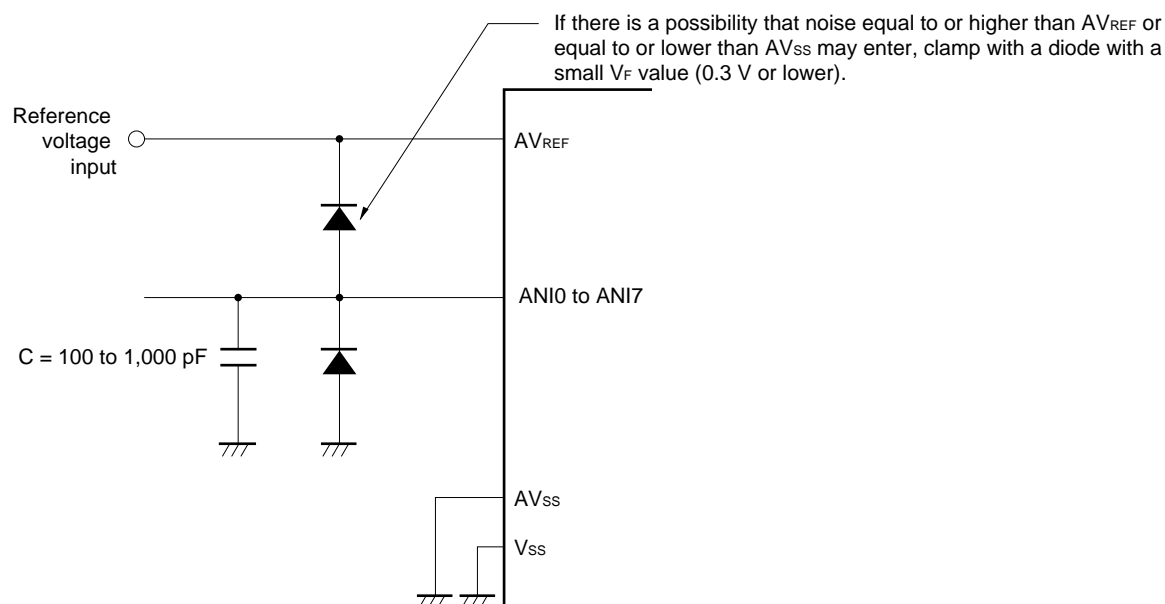 If there is a possibility that noise equal to or higher than AVREF or
equal to or lower than AVSS may enter, clamp with a diode with a
small VF value (0.3 V or lower).
Reference
voltage
input
AVREF
ANI0 to ANI7
C = 100 to 1,000 pF
AVSS
VSS